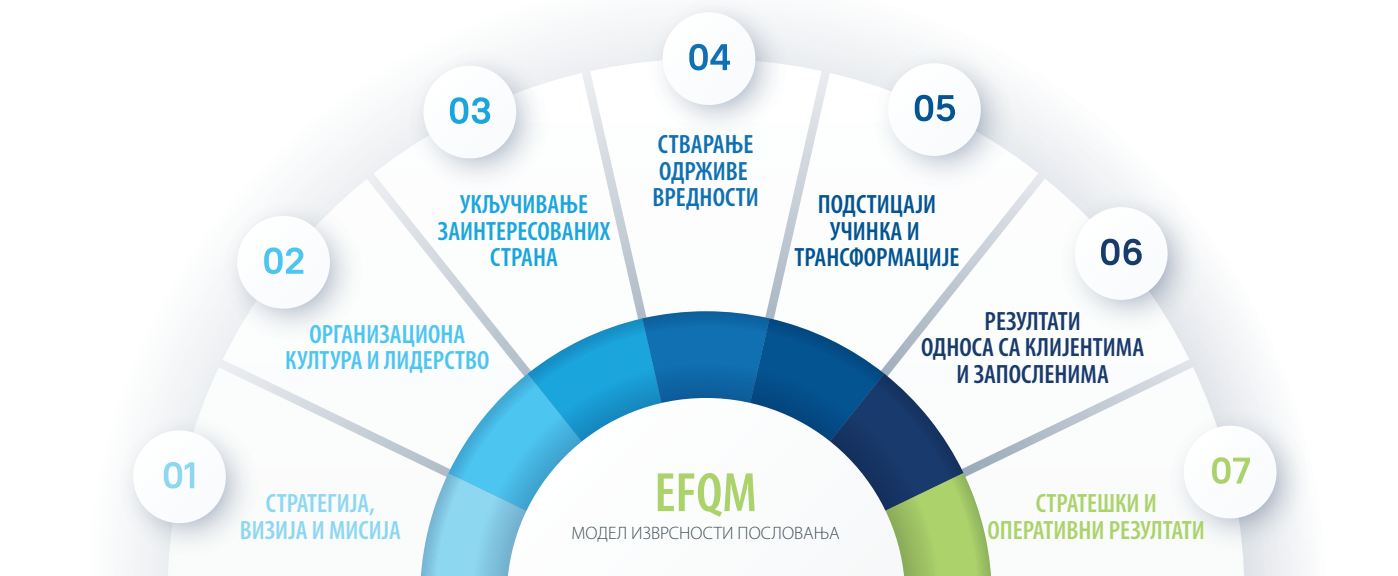 01
СТРАТЕГИЈА,
ВИЗИЈА И МИСИЈА
02
ОРГАНИЗАЦИОНА
КУЛТУРА И ЛИДЕРСТВО
03
УКЉУЧИВАЊЕ
ЗАИНТЕРЕСОВАНИХ
СТРАНА
04
СТВАРАЊЕ
ОДРЖИВЕ
ВРЕДНОСТИ
05
ПОДСТИЦАЈИ
УЧИНКА И
ТРАНСФОРМАЦИЈЕ
06
РЕЗУЛТАТИ
ОДНОСА СА КЛИЈЕНТИМА
И ЗАПОСЛЕНИМА
07
СТРАТЕШКИ И
ОПЕРАТИВНИ РЕЗУЛТАТИ
EFQM
МОДЕЛ ИЗВРСНОСТИ ПОСЛОВАЊА